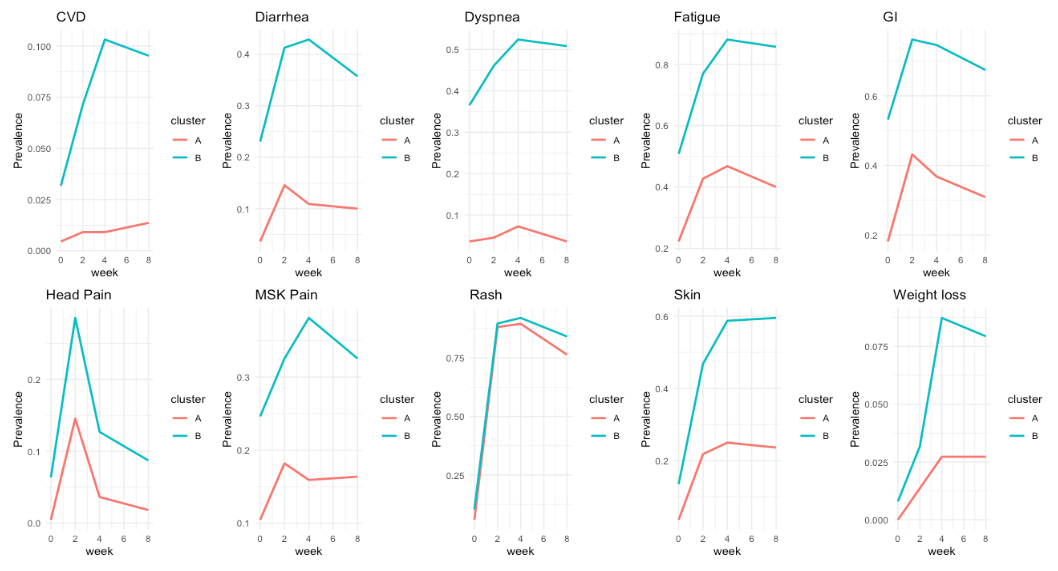 CVD
Prevalence
0.100
0.075
0.050
0.025
0.000
0 2 4 6 8
week
cluster
A
B
Diarrhea
Prevalence
0.4
0.3
0.2
0.1
0 2 4 6 8
week
cluster
A
B
Dyspnea
Prevalence
0.5
0.4
0.3
0.2
0.1
0 2 4 6 8
week
cluster
A
B
Fatigue
Prevalence
0.8
0.6
0.4
0.2
0 2 4 6 8
week
cluster
A
B
GI
Prevalence
0.6
0.4
0.2
0 2 4 6 8
week
cluster
A
B
Head Pain
Prevalence
0.2
0.1
0.0
0 2 4 6 8
week
cluster
A
B
MSK Pain
Prevalence
0.3
0.2
0.1
0 2 4 6 8
week
cluster
A
B
Rash
Prevalence
0.75
0.50
0.25
0 2 4 6 8
week
cluster
A
B
Skin
Prevalence
0.6
0.4
0.2
0 2 4 6 8
week
cluster
A
B
Weight loss
Prevalence
0.075
0.050
0.025
0.000
0 2 4 6 8
week
cluster
A
B